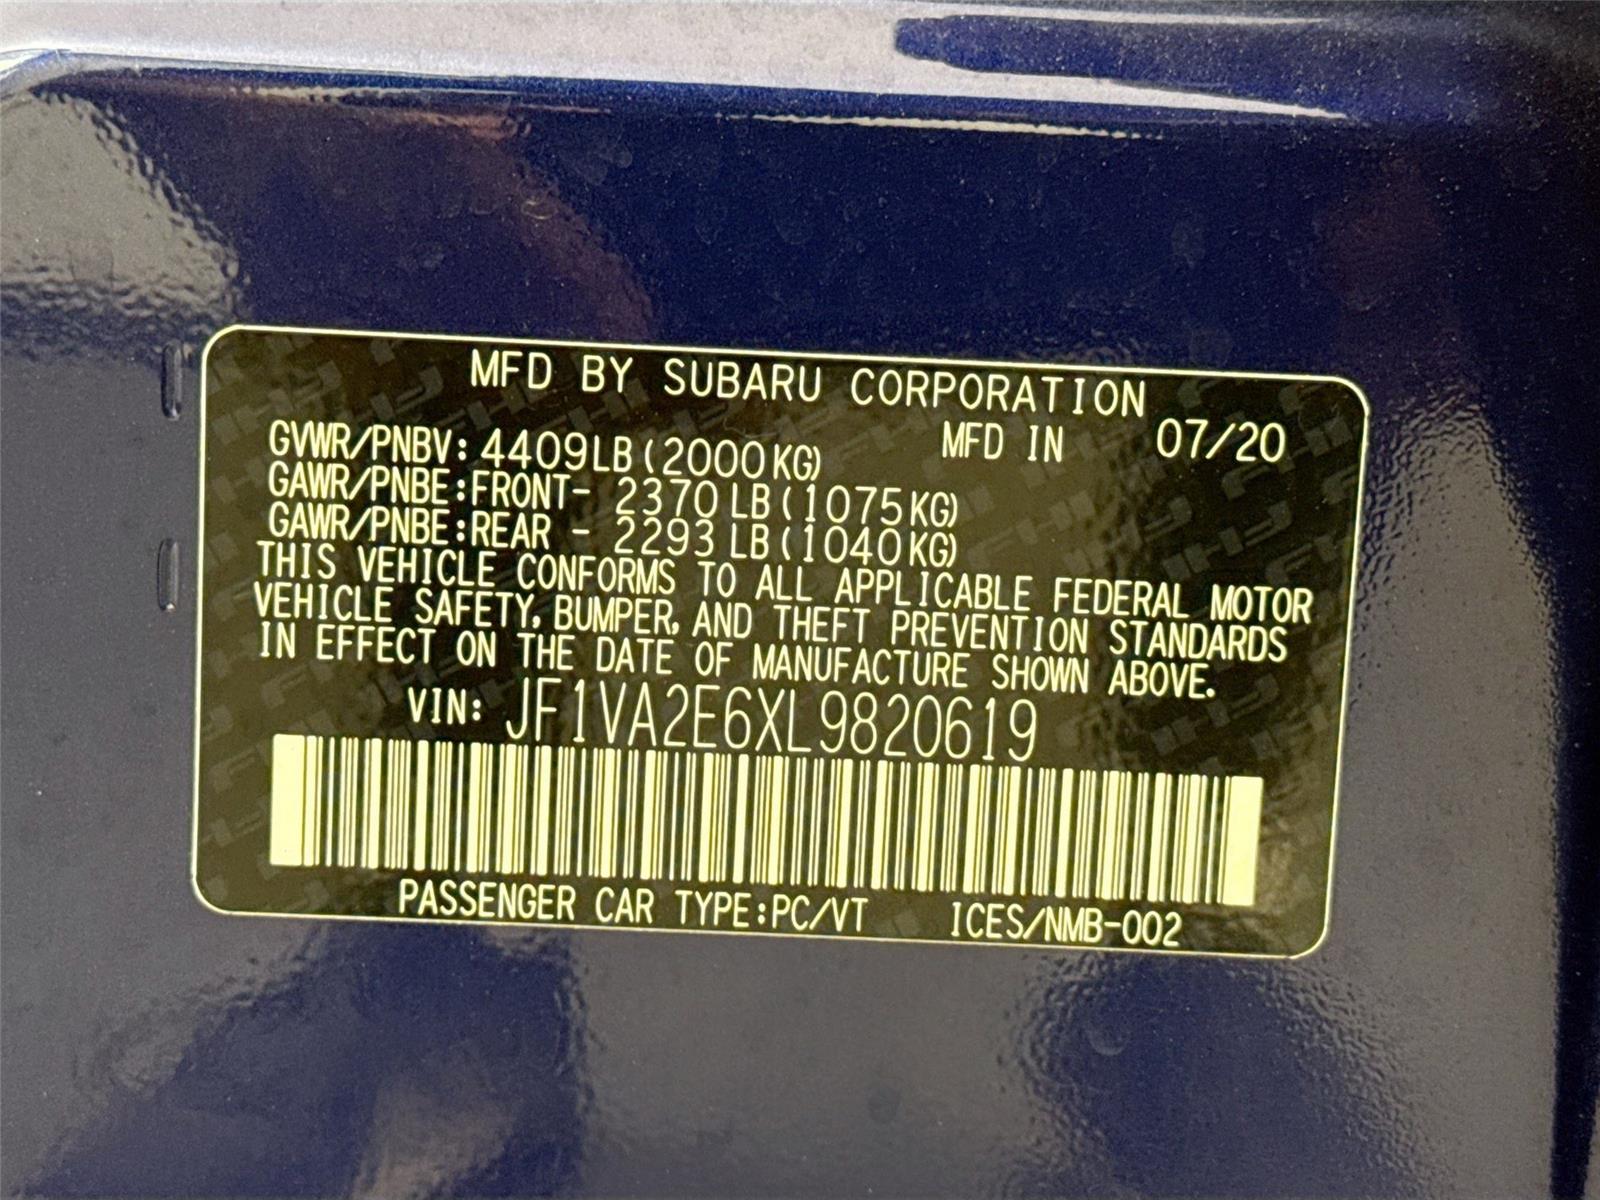 MFD BY SUBARU CORPORATION
MFD IN 07/20
GVWR/PNBV: 4409LB (2000KG)
GAWR/PNBE:FRONT- 2370 LB (1075KG)
GAWR/PNBE:REAR - 2293 LB (1040KG)
THIS VEHICLE CONFORMS TO ALL APPLICABLE FEDERAL MOTOR
VEHICLE SAFETY, BUMPER, AND THEFT PREVENTION STANDARDS
IN EFFECT ON THE DATE OF MANUFACTURE SHOWN ABOVE.
VIN: JF1VA2E6XL9820619
PASSENGER CAR TYPE:PC/VT ICES/NMB-002